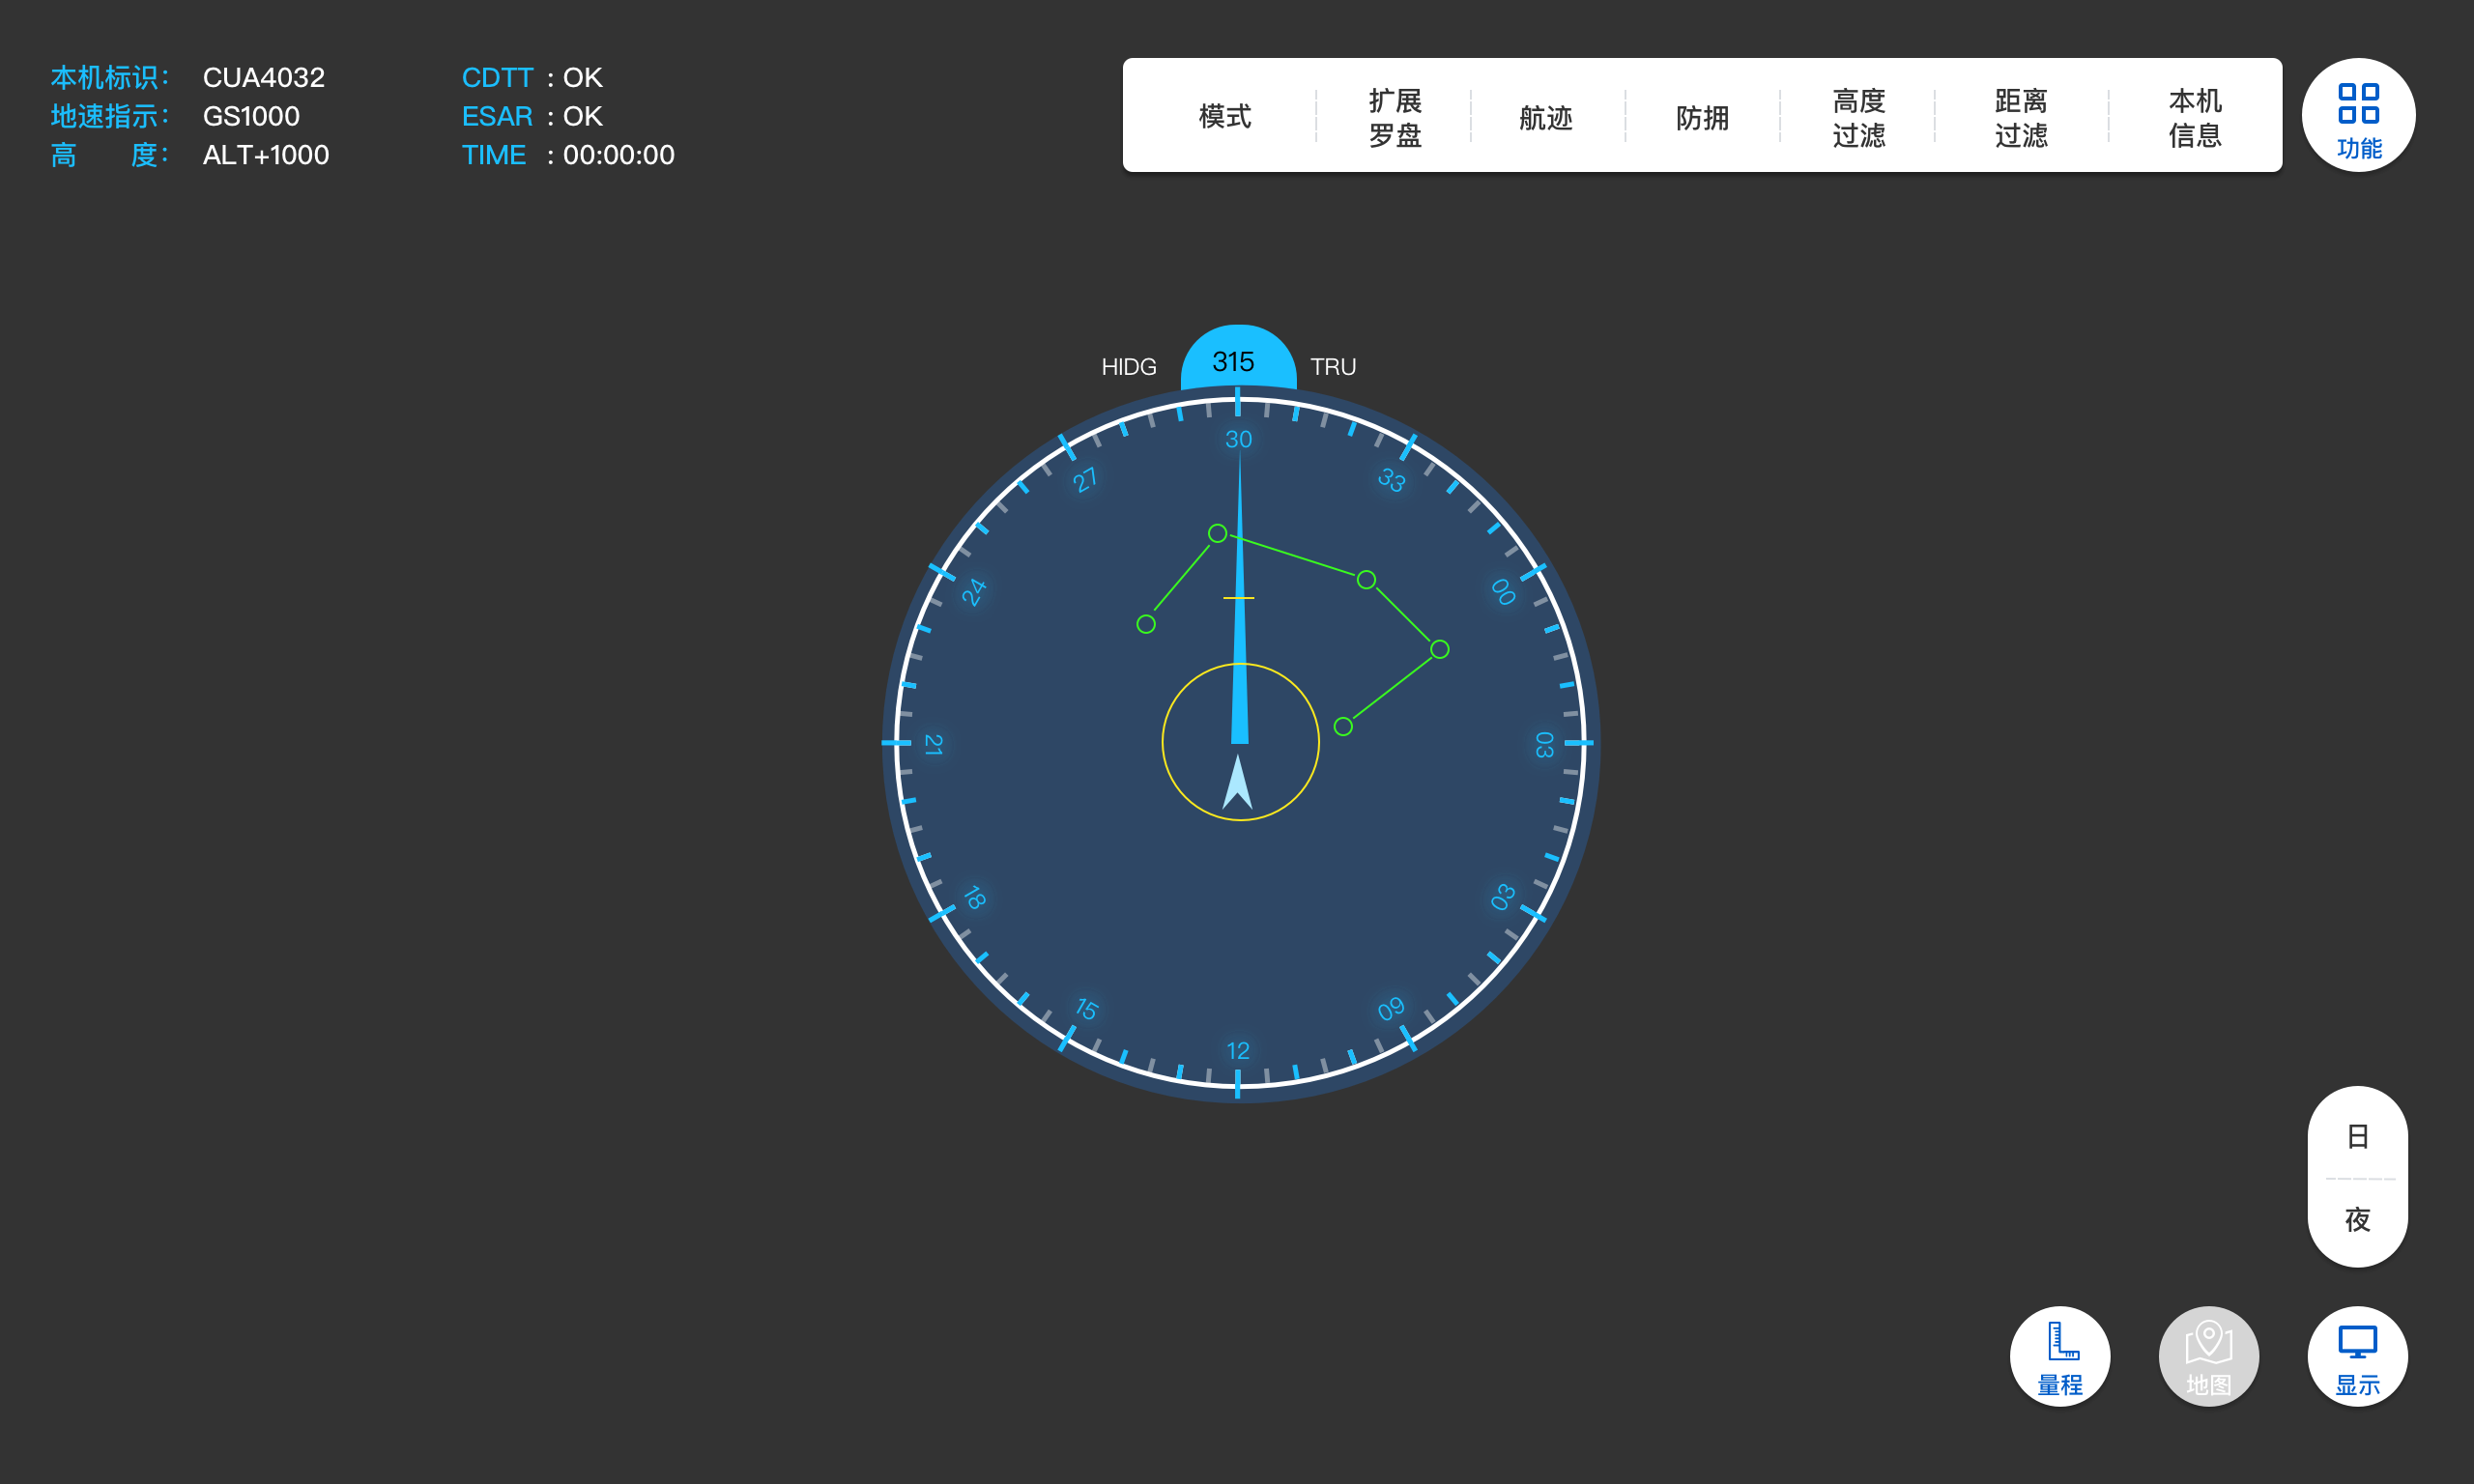 本机标识： CUA4032 CDTT : OK
地速指示： GS1000 ESAR : OK
高 度： ALT+1000 TIME : 00:00:00
模式
扩展
罗盘
航迹
防拥
高度
过滤
距离
过滤
本机
信息
功能
HIDG 315 TRU
30
33
00
03
03
09
12
15
18
21
24
27
日
夜
量程
地图
显示